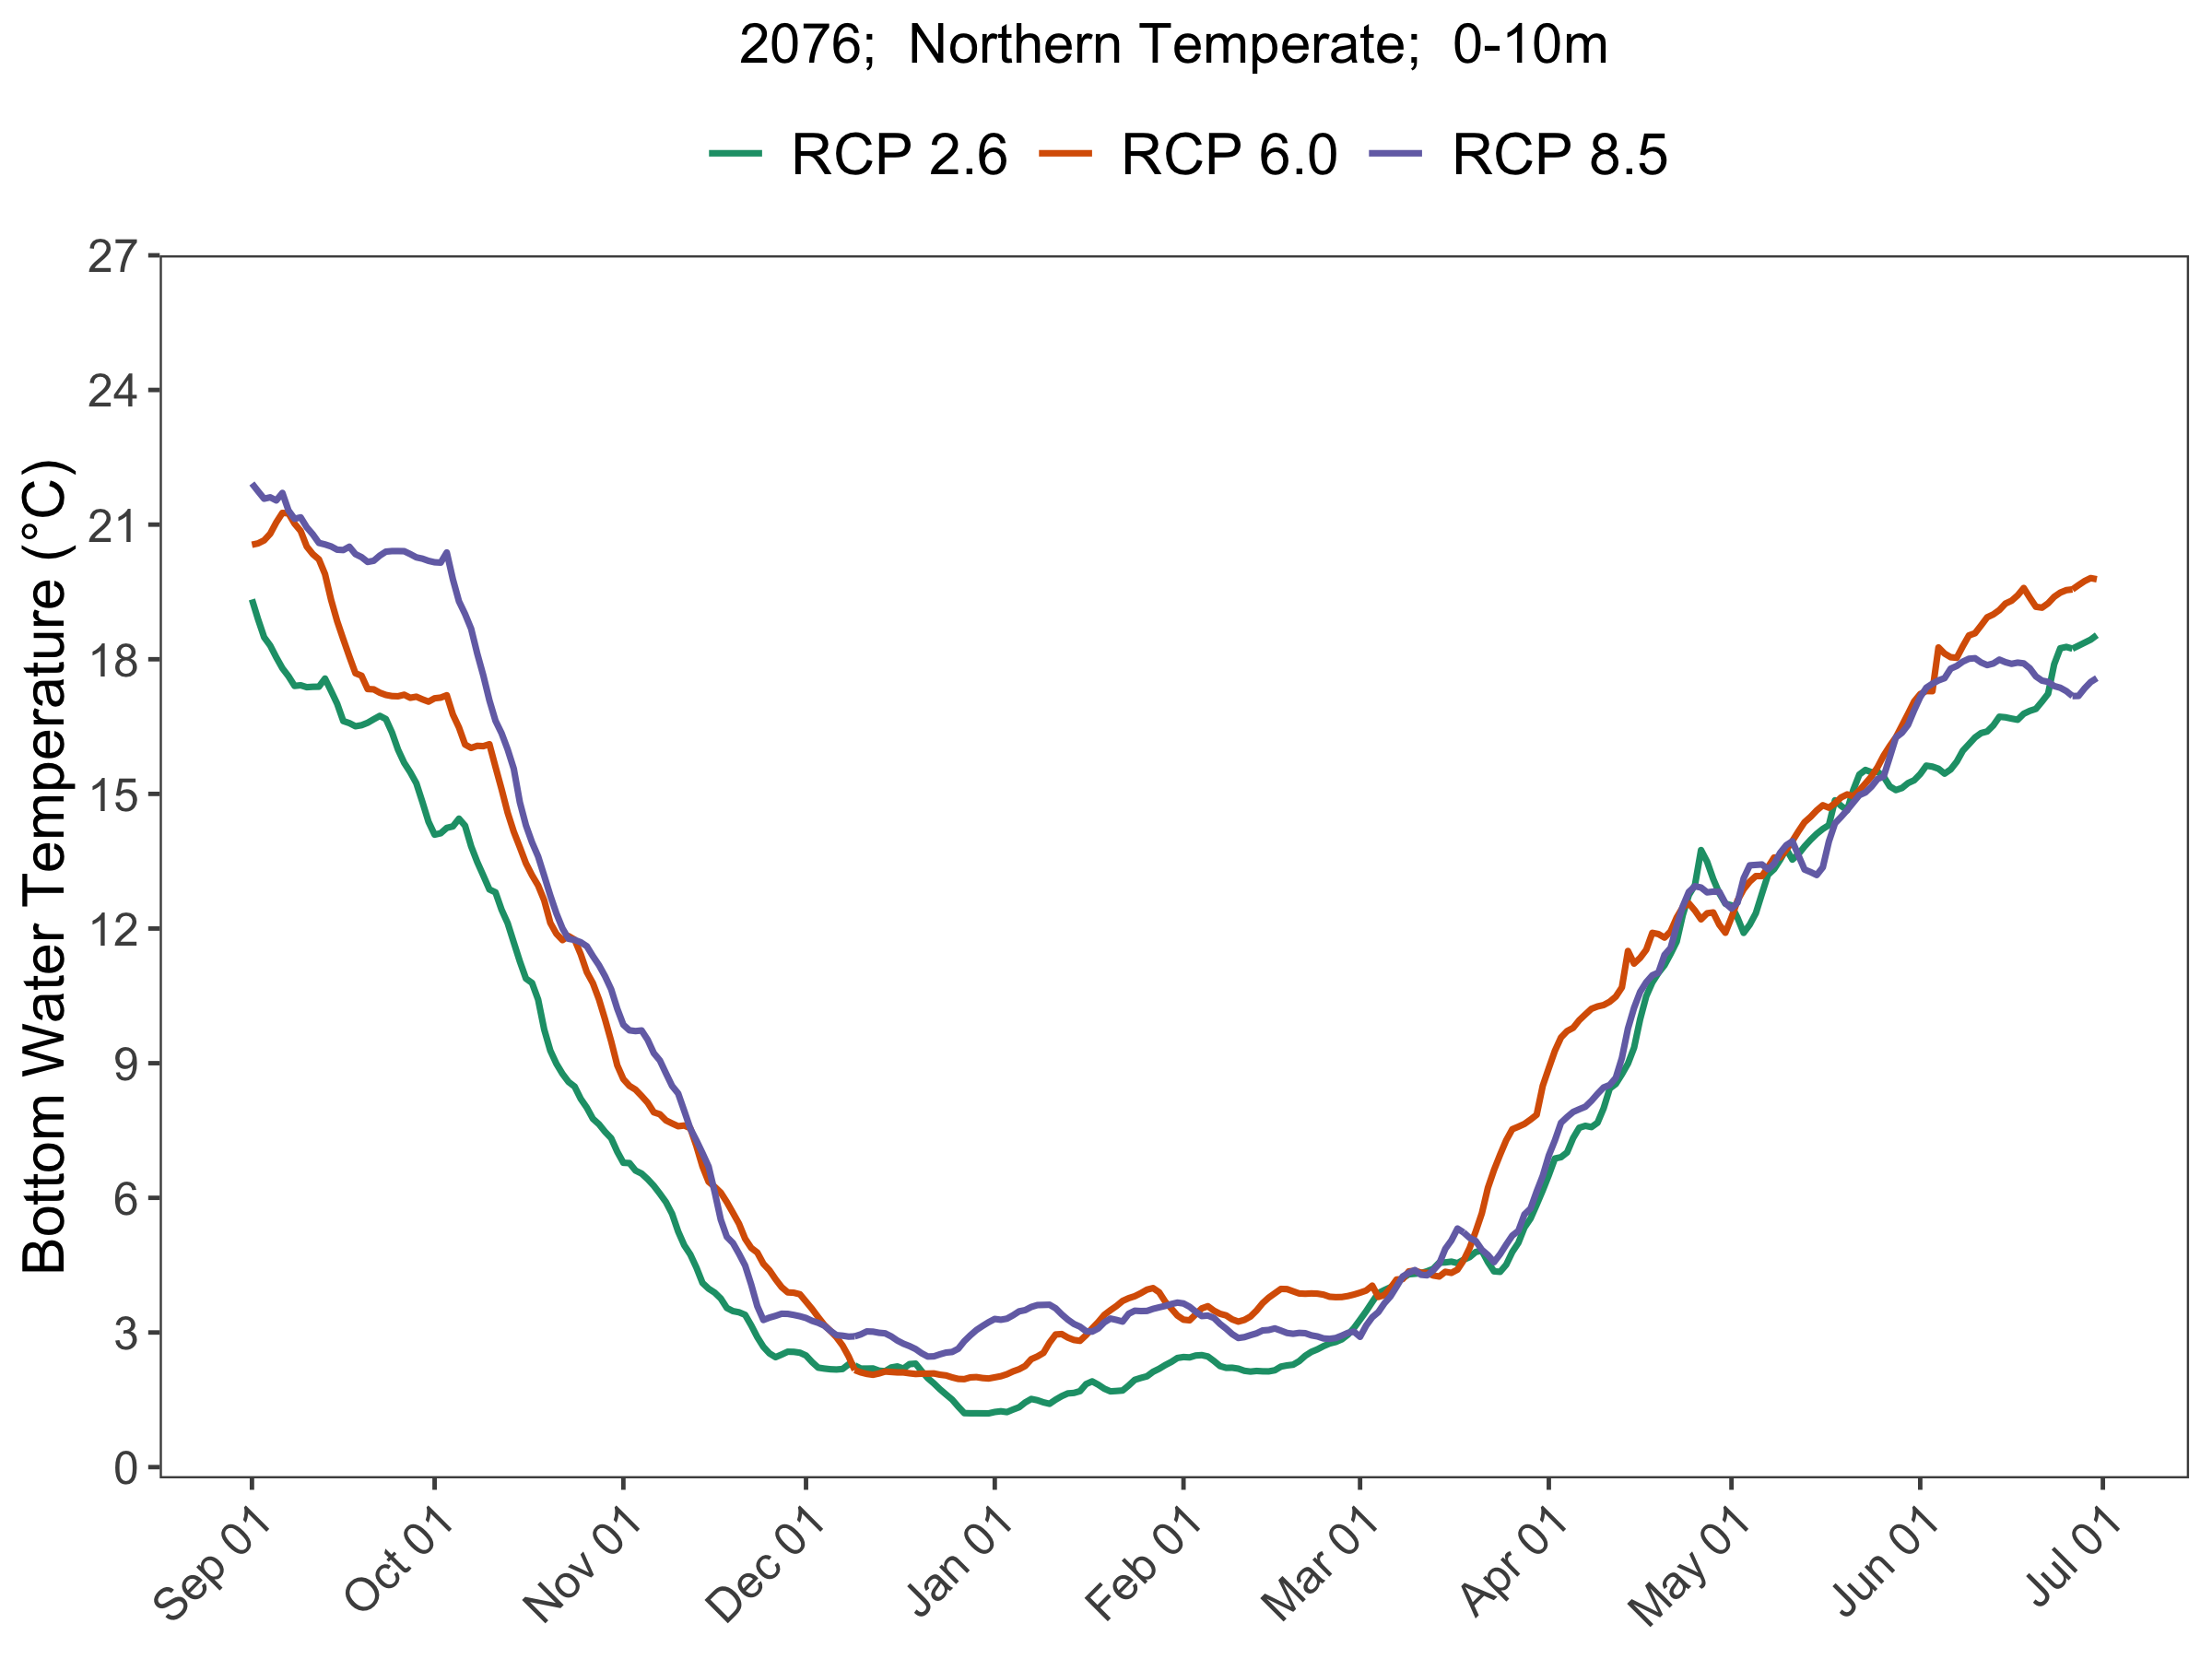 2076;  Northern Temperate;  0-10m
RCP 2.6 RCP 6.0 RCP 8.5
Bottom Water Temperature (°C)
27
24
21
18
15
12
9
6
3
0
Sep 01 Oct 01 Nov 01 Dec 01 Jan 01 Feb 01 Mar 01 Apr 01 May 01 Jun 01 Jul 01